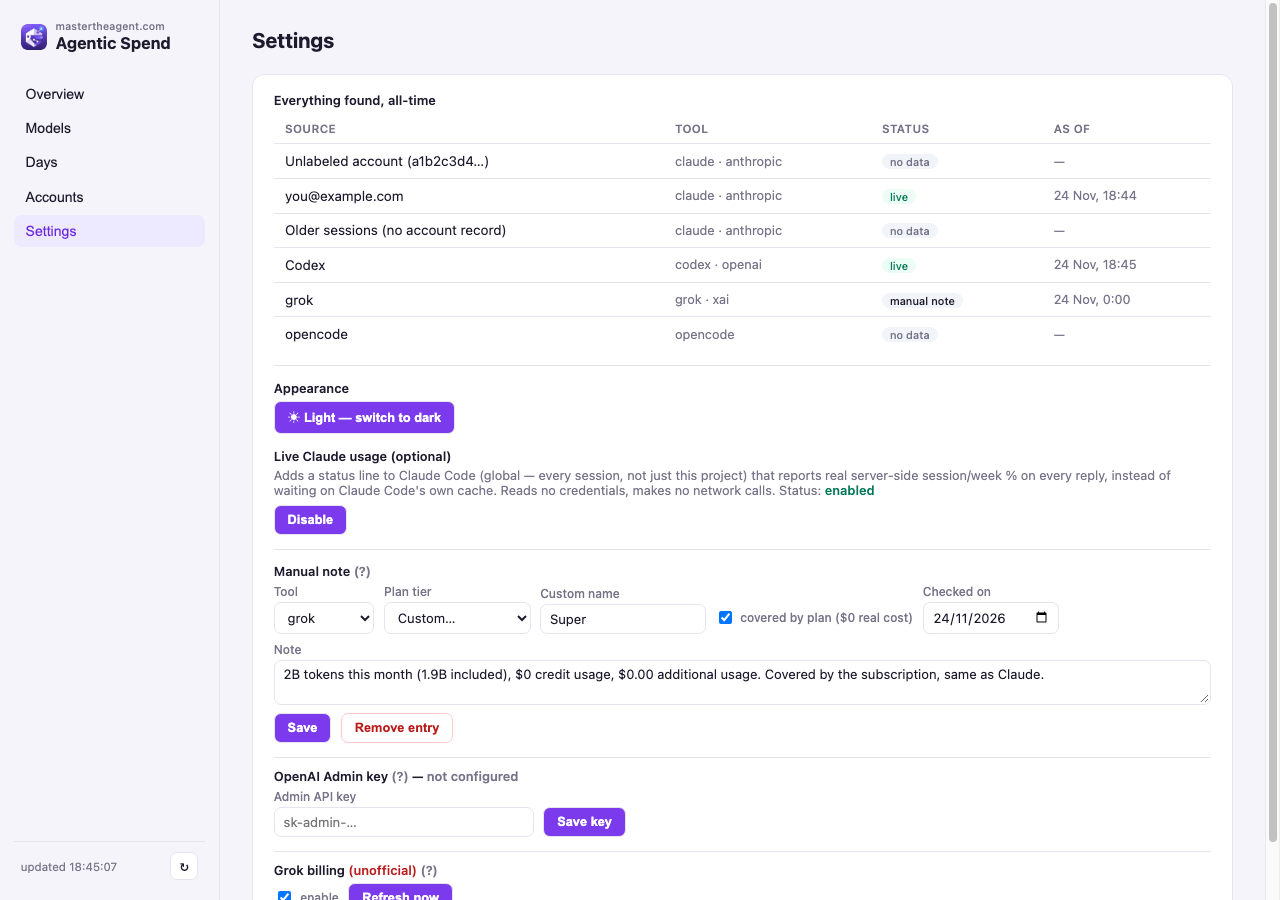 mastertheagent.com
Agentic Spend
Overview
Models
Days
Accounts
Settings
updated 18:45:07
↻
Settings
Everything found, all-time
SOURCE TOOL STATUS AS OF
Unlabeled account (a1b2c3d4…) claude · anthropic no data —
you@example.com claude · anthropic live 24 Nov, 18:44
Older sessions (no account record) claude · anthropic no data —
Codex codex · openai live 24 Nov, 18:45
grok grok · xai manual note 24 Nov, 0:00
opencode opencode no data —
Appearance
☀ Light — switch to dark
Live Claude usage (optional)
Adds a status line to Claude Code (global — every session, not just this project) that reports real server-side session/week % on every reply, instead of
waiting on Claude Code's own cache. Reads no credentials, makes no network calls. Status: enabled
Disable
Manual note (?)
Tool Plan tier Custom name Checked on
grok Custom… Super covered by plan ($0 real cost) 24/11/2026
Note
2B tokens this month (1.9B included), $0 credit usage, $0.00 additional usage. Covered by the subscription, same as Claude.
Save Remove entry
OpenAI Admin key (?) — not configured
Admin API key
sk-admin-… Save key
Grok billing (unofficial) (?)
enable Refresh now